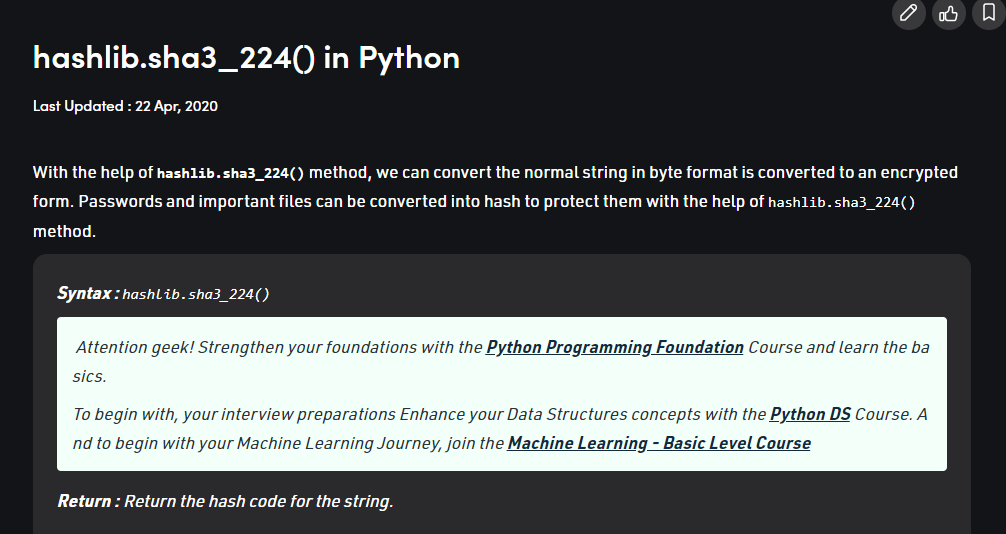 hashlib.sha3_224() in Python
Last Updated : 22 Apr, 2020
With the help of hashlib.sha3_224() method, we can convert the normal string in byte format is converted to an encrypted
form. Passwords and important files can be converted into hash to protect them with the help of hashlib.sha3_224()
method.
Syntax : hashlib.sha3_224()
Attention geek! Strengthen your foundations with the Python Programming Foundation Course and learn the ba
sics.
To begin with, your interview preparations Enhance your Data Structures concepts with the Python DS Course. A
nd to begin with your Machine Learning Journey, join the Machine Learning - Basic Level Course
Return : Return the hash code for the string.